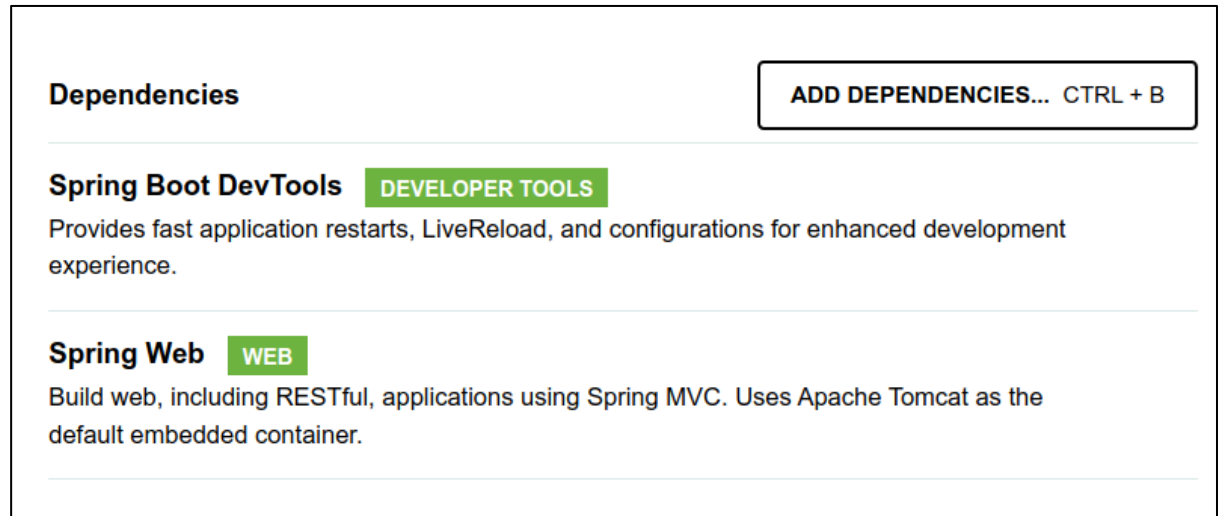 Dependencies
ADD DEPENDENCIES... CTRL + B
Spring Boot DevTools DEVELOPER TOOLS
Provides fast application restarts, LiveReload, and configurations for enhanced development
experience.
Spring Web WEB
Build web, including RESTful, applications using Spring MVC. Uses Apache Tomcat as the
default embedded container.